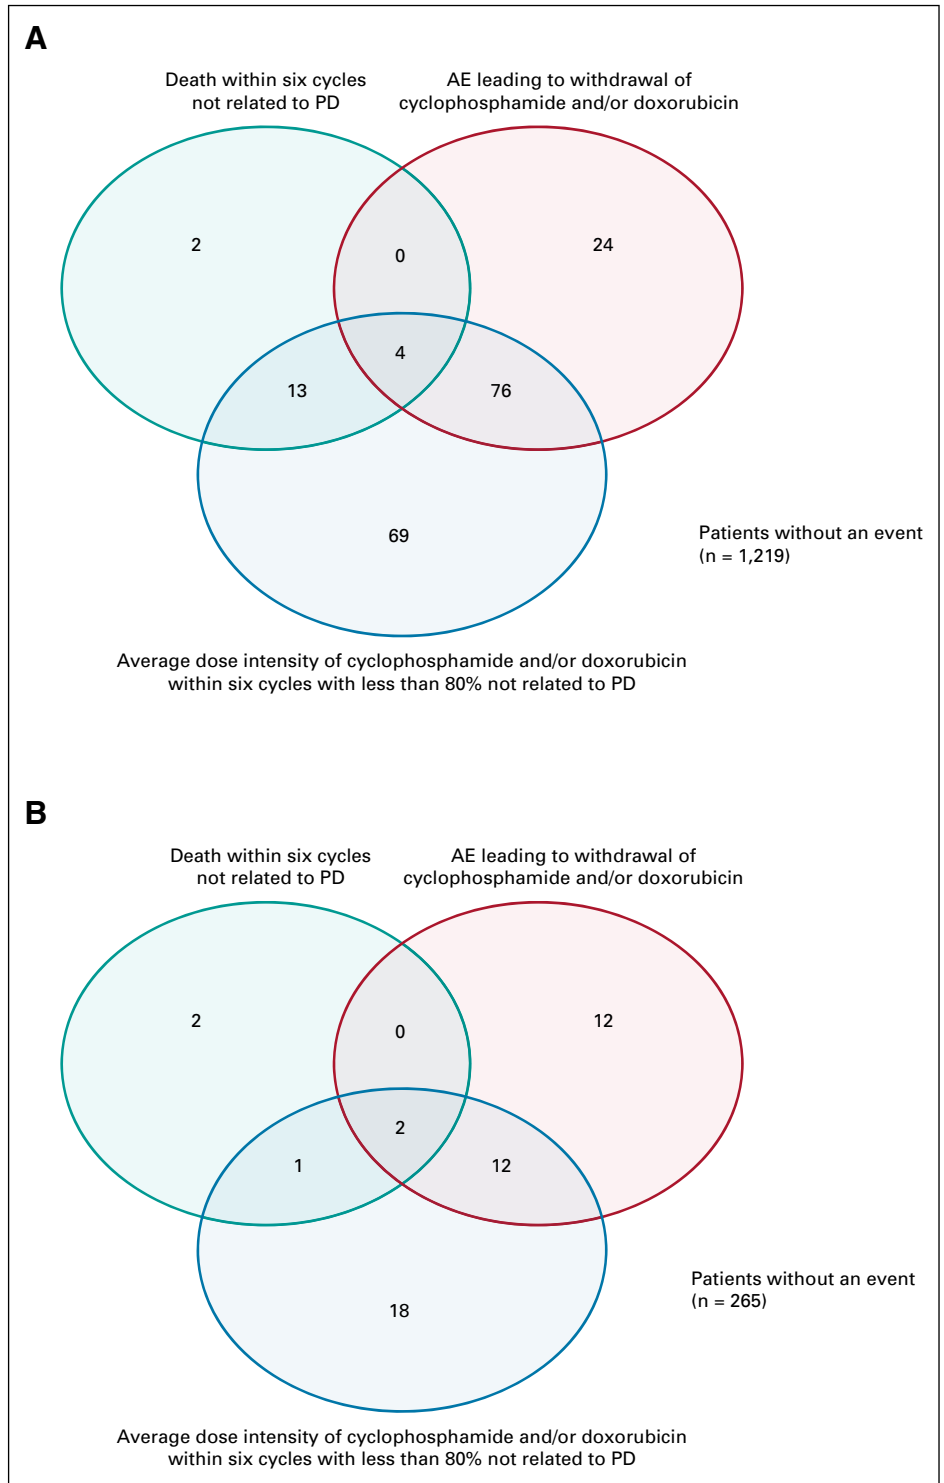 A
Death within six cycles
not related to PD
AE leading to withdrawal of
cyclophosphamide and/or doxorubicin
2
0
24
4
13
76
69
Patients without an event
(n = 1,219)
Average dose intensity of cyclophosphamide and/or doxorubicin
within six cycles with less than 80% not related to PD
B
Death within six cycles
not related to PD
AE leading to withdrawal of
cyclophosphamide and/or doxorubicin
2
0
12
2
1
12
18
Patients without an event
(n = 265)
Average dose intensity of cyclophosphamide and/or doxorubicin
within six cycles with less than 80% not related to PD